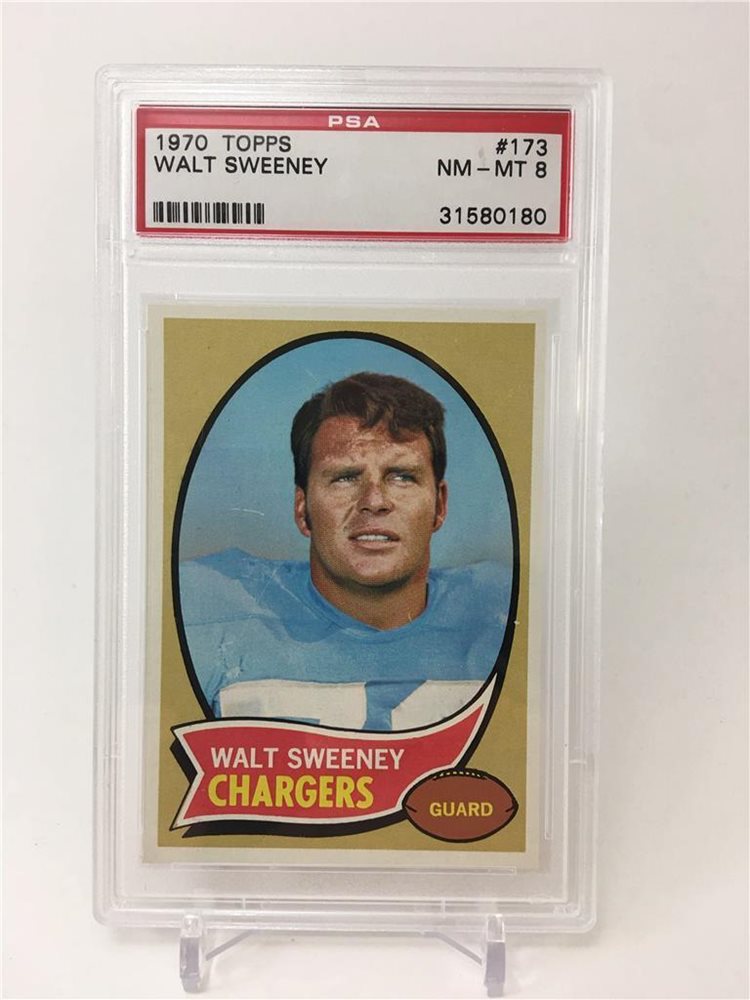 PSA
1970 TOPPS #173
WALT SWEENEY NM - MT 8
31580180
WALT SWEENEY
CHARGERS
GUARD